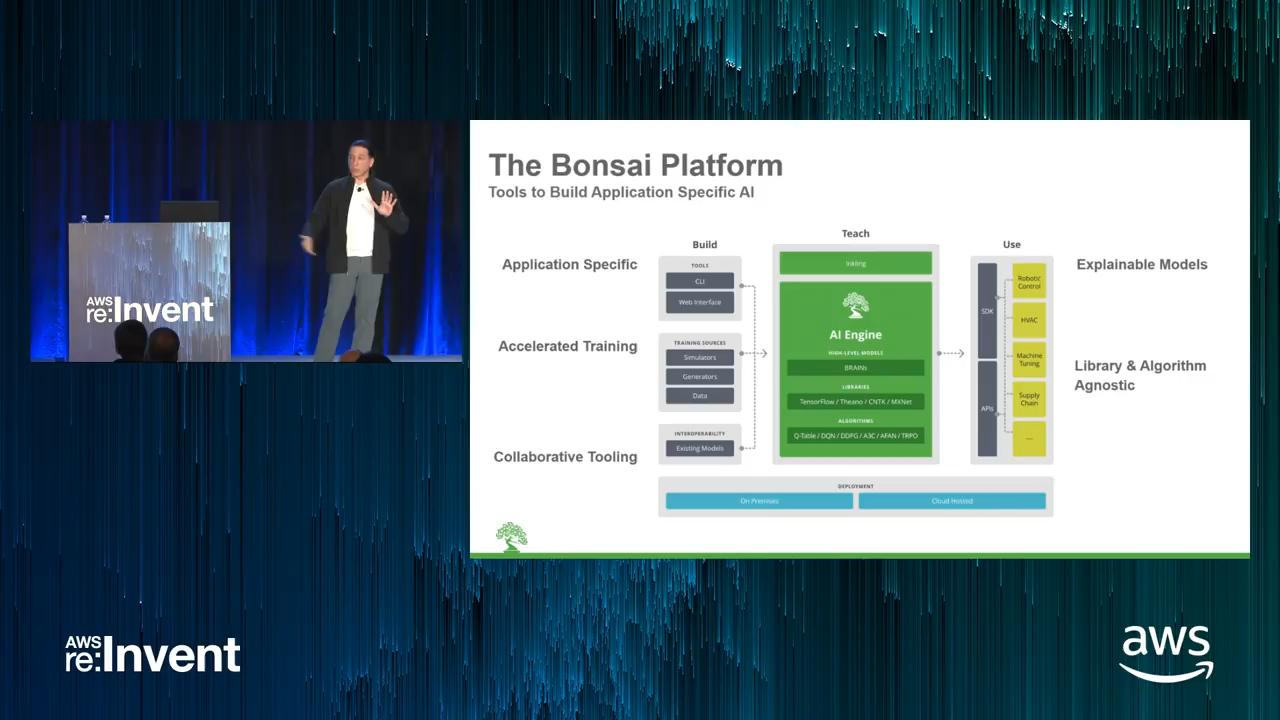 The Bonsai Platform
Tools to Build Application Specific AI
Build
Teach
Use
Application Specific
Accelerated Training
Collaborative Tooling
TOOLS
CLI
Web Interface
TRAINING SOURCES
Simulators
Generators
Data
INTEROPERABILITY
Existing Models
Inkling
AI Engine
HIGH-LEVEL MODELS
BRAINs
LIBRARIES
TensorFlow / Theano / CNTK / MXNet
ALGORITHMS
Q-Table / DQN / DDPG / A3C / AFAN / TRPO
SDK
APIs
Robotic
Control
HVAC
Machine
Tuning
Supply
Chain
....
Explainable Models
Library & Algorithm
Agnostic
DEPLOYMENT
On Premises
Cloud Hosted
AWS
re:Invent
AWS
re:Invent
aws